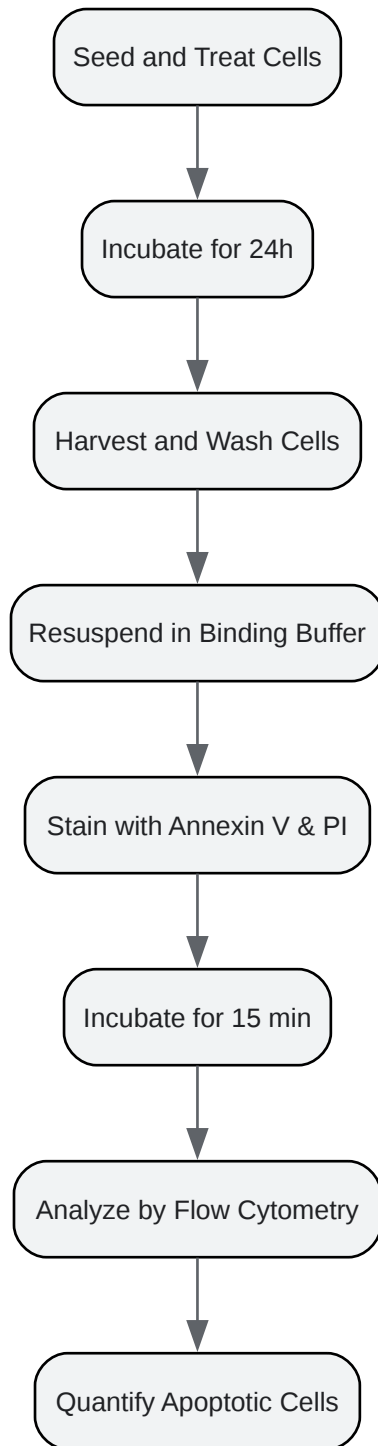 Seed and Treat Cells
Incubate for 24h
Harvest and Wash Cells
Resuspend in Binding Buffer
Stain with Annexin V & PI
Incubate for 15 min
Analyze by Flow Cytometry
Quantify Apoptotic Cells